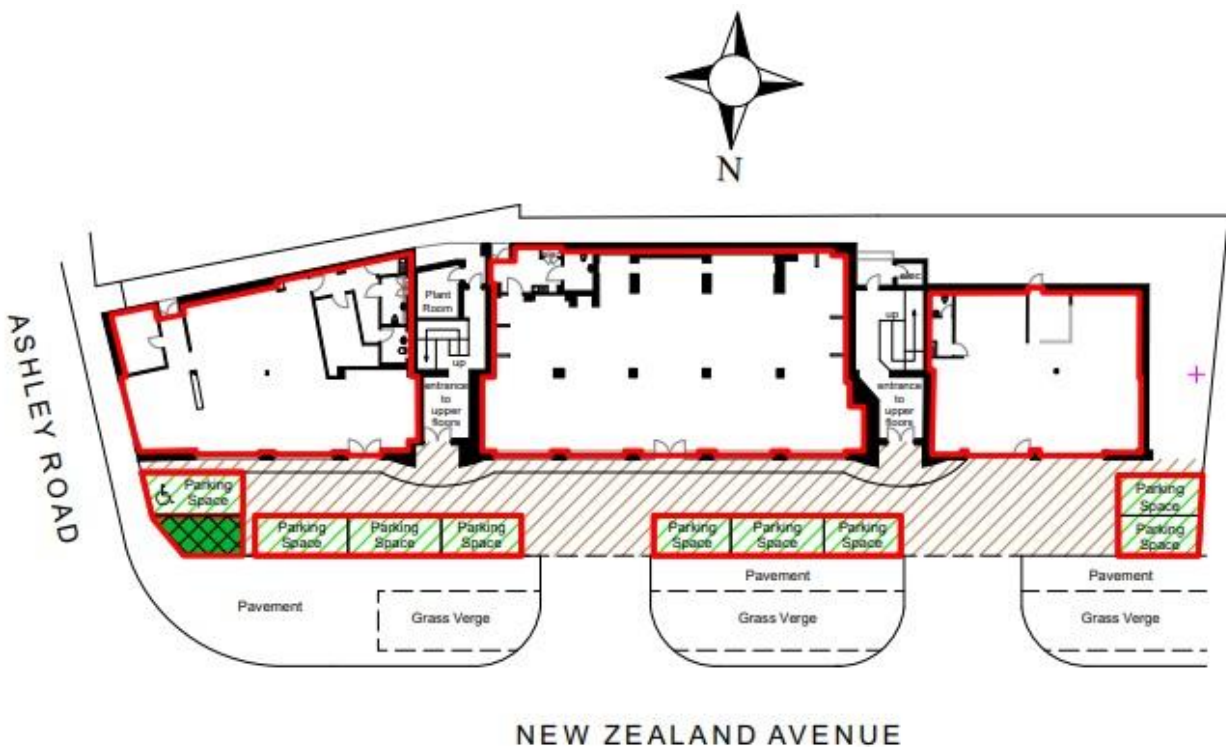 N
ASHLEY ROAD
Plant
Room
up
entrance
to
upper
floors
elec
up
entrance
to
upper
floors
Parking
Space
Parking
Space
Parking
Space
Parking
Space
Parking
Space
Parking
Space
Parking
Space
Parking
Space
Parking
Space
Pavement
Grass Verge
Pavement
Grass Verge
Pavement
Grass Verge
NEW ZEALAND AVENUE